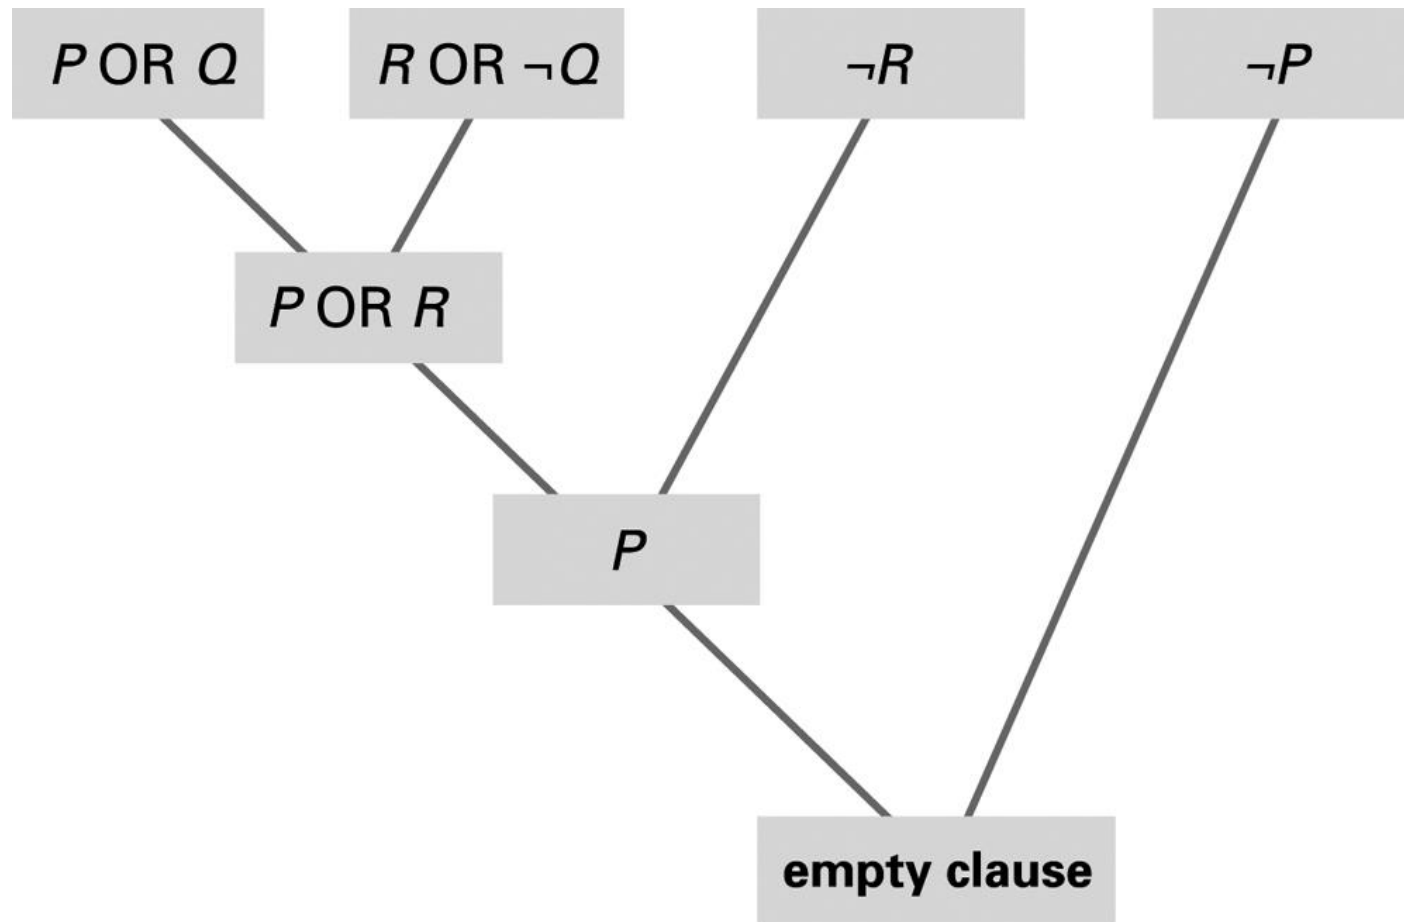 P OR Q
R OR ¬Q
¬R
¬P
P OR R
P
empty clause